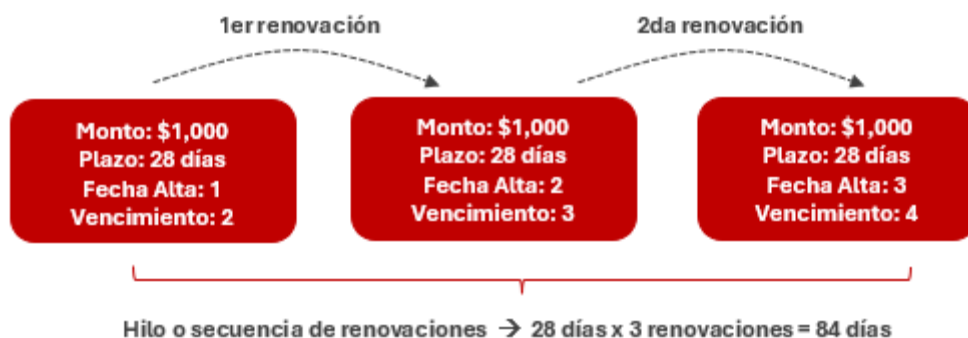 1er renovación
2da renovación
Monto: $1,000
Plazo: 28 días
Fecha Alta: 1
Vencimiento: 2
Monto: $1,000
Plazo: 28 días
Fecha Alta: 2
Vencimiento: 3
Monto: $1,000
Plazo: 28 días
Fecha Alta: 3
Vencimiento: 4
Hilo o secuencia de renovaciones → 28 días x 3 renovaciones = 84 días